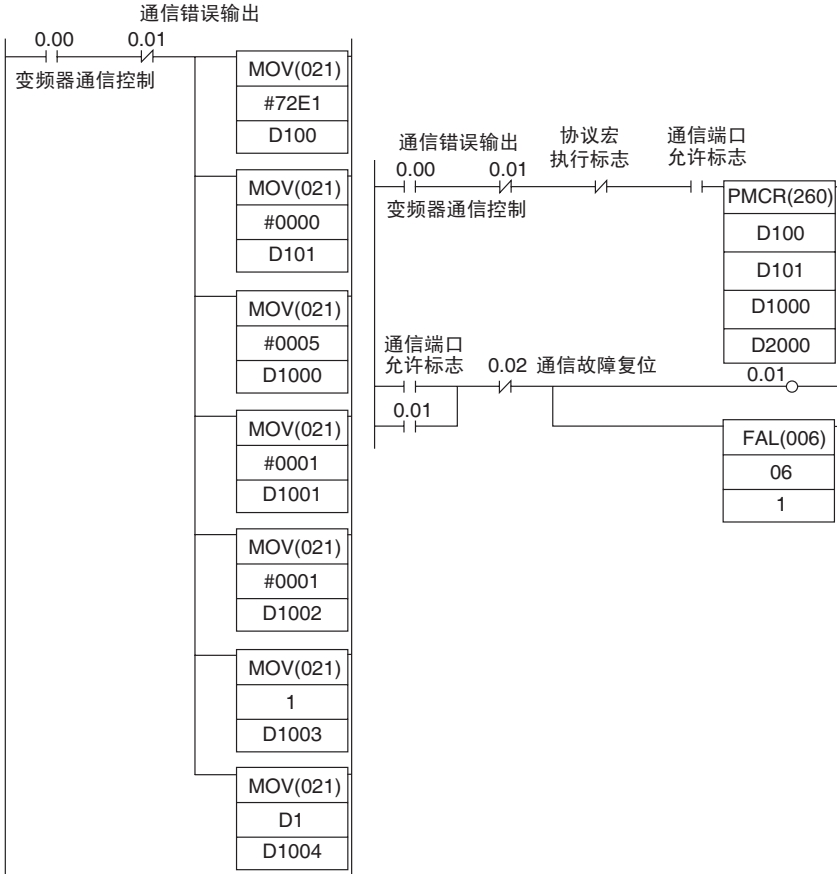 通信错误输出
0.00 0.01
变频器通信控制
MOV(021)
#72E1
D100
MOV(021)
#0000
D101
MOV(021)
#0005
D1000
MOV(021)
#0001
D1001
MOV(021)
#0001
D1002
MOV(021)
1
D1003
MOV(021)
D1
D1004
通信错误输出 协议宏 通信端口
执行标志 允许标志
0.00 0.01
变频器通信控制
PMCR(260)
D100
D101
D1000
D2000
通信端口
允许标志 0.02 通信故障复位 0.01
0.01
FAL(006)
06
1